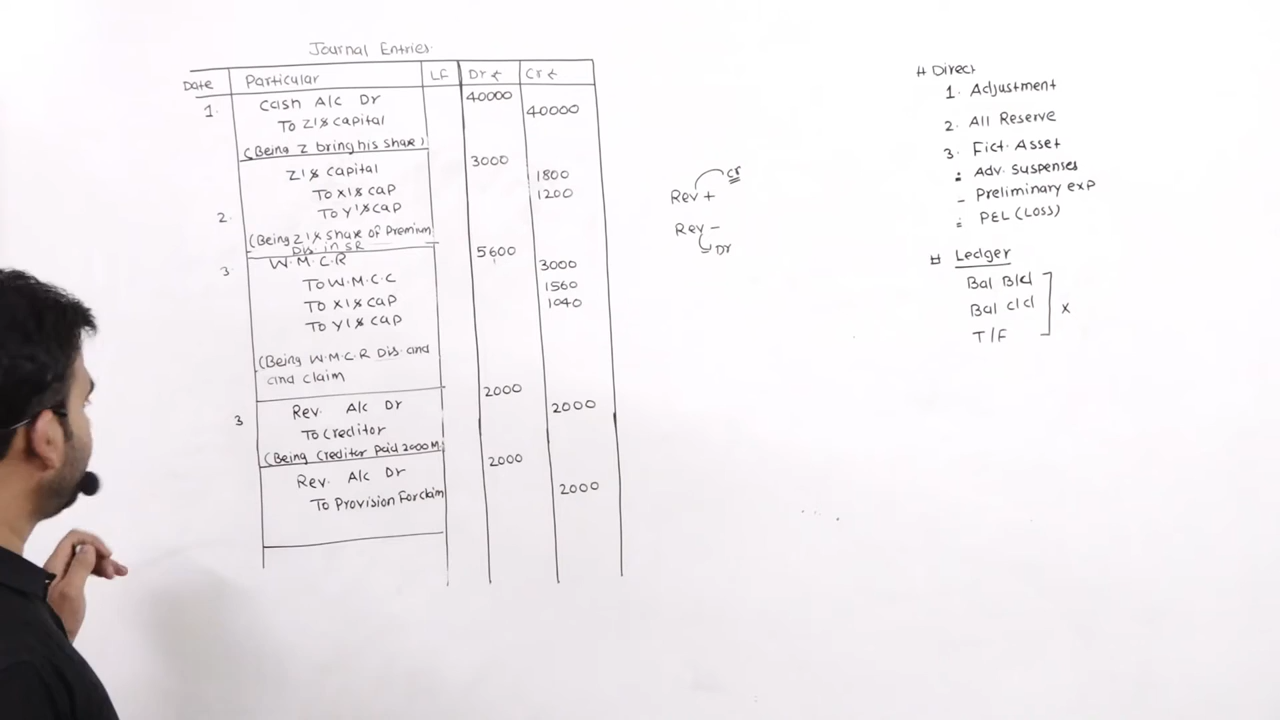 Journal Entries.
Date Particular LF Dr ₹ Cr ₹
1. Cash A/c Dr 40000
To Z's Capital 40000
(Being Z bring his share)
Z's Capital 3000
To X's Cap 1800
To Y's Cap 1200
2.
(Being Z's share of Premium
Dis. in SR
3. W.M.C.R 5600
To W.M.C.C 3000
To X's Cap 1560
To Y's Cap 1040
(Being W.M.C.R Dis. and
and claim
3 Rev. A/c Dr 2000
To Creditor 2000
(Being Creditor Paid 2000 M.
Rev. A/c Dr 2000
To Provision For claim 2000
Rev + Cr
Rev –
Dr
# Direct
1. Adjustment
2. All Reserve
3. Fict. Asset
: Adv. Suspenses
– Preliminary exp
: P&L (Loss)
# Ledger
Bal B/d
Bal c/d
T/F
X